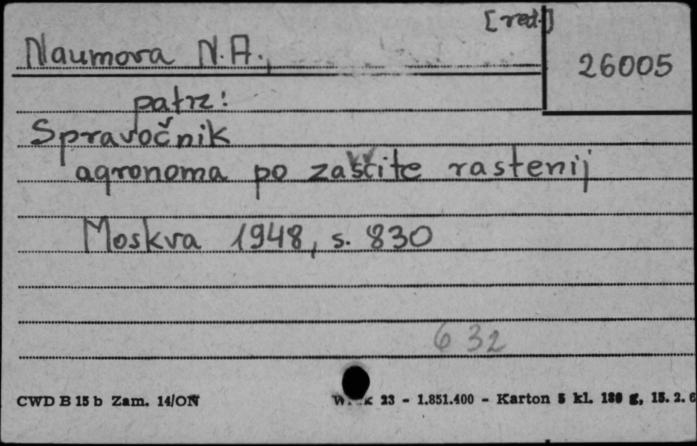 [red.]
Naumova N.A.
26005
patrz:
Spravočnik
agronoma po zaščite rastenij
Moskva 1948, s. 830
632
CWD B 15 b Zam. 14/ON 23 - 1.851.400 - Karton 5 kl. 180 g, 15. 2. 6